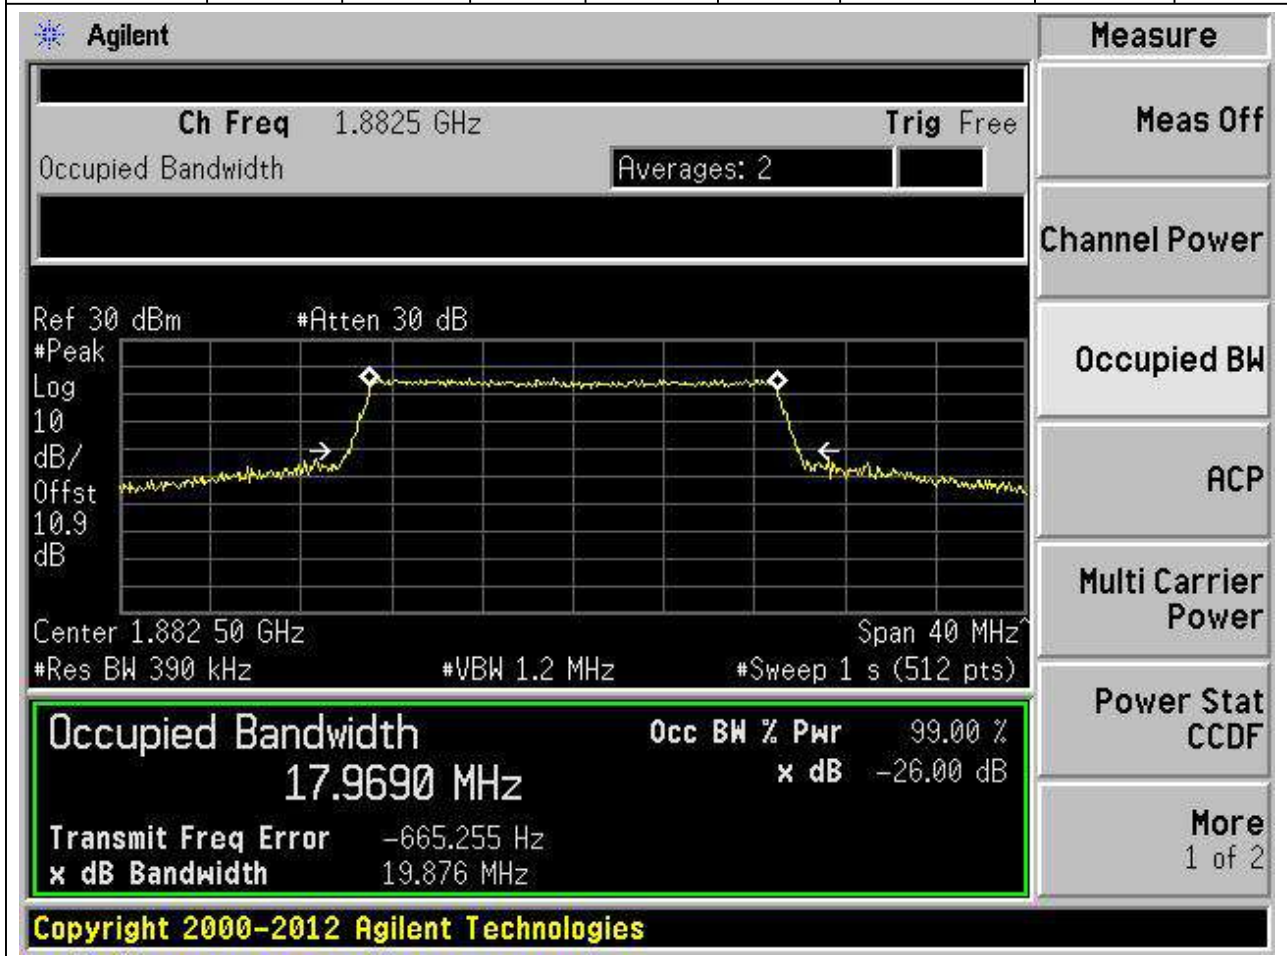 Agilent
Measure
Ch Freq 1.8825 GHz
Trig Free
Meas Off
Occupied Bandwidth
Averages: 2
Channel Power
Ref 30 dBm #Atten 30 dB
#Peak
Log
10
dB/
Offst
10.9
dB
Occupied BW
ACP
Multi Carrier
Power
Center 1.882 50 GHz Span 40 MHz^
#Res BW 390 kHz #VBW 1.2 MHz #Sweep 1 s (512 pts)
Power Stat
CCDF
Occupied Bandwidth
17.9690 MHz
Occ BW % Pwr 99.00 %
x dB -26.00 dB
Transmit Freq Error -665.255 Hz
x dB Bandwidth 19.876 MHz
More
1 of 2
Copyright 2000-2012 Agilent Technologies